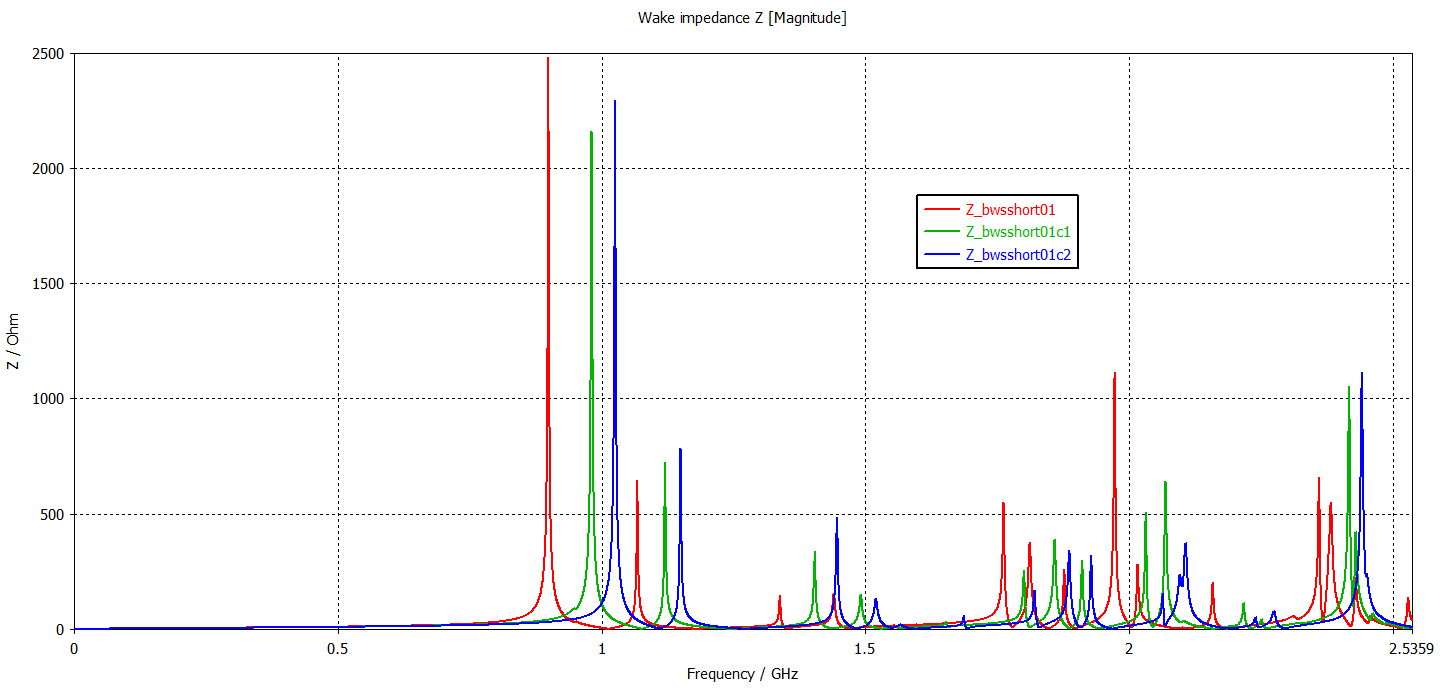 Wake impedance Z [Magnitude]
2500
2000
1500
1000
500
0
Z / Ohm
Z_bwsshort01
Z_bwsshort01c1
Z_bwsshort01c2
0
0.5
1
1.5
2
2.5359
Frequency / GHz